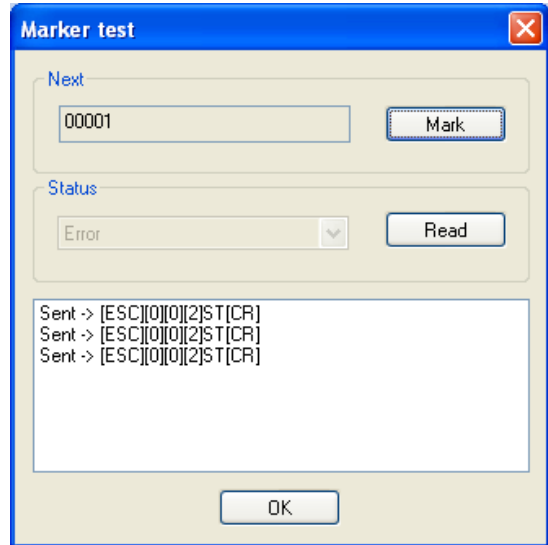 Marker test
Next
00001
Mark
Status
Error
Read
Sent -> [ESC][0][0][2]ST[CR]
Sent -> [ESC][0][0][2]ST[CR]
Sent -> [ESC][0][0][2]ST[CR]
OK